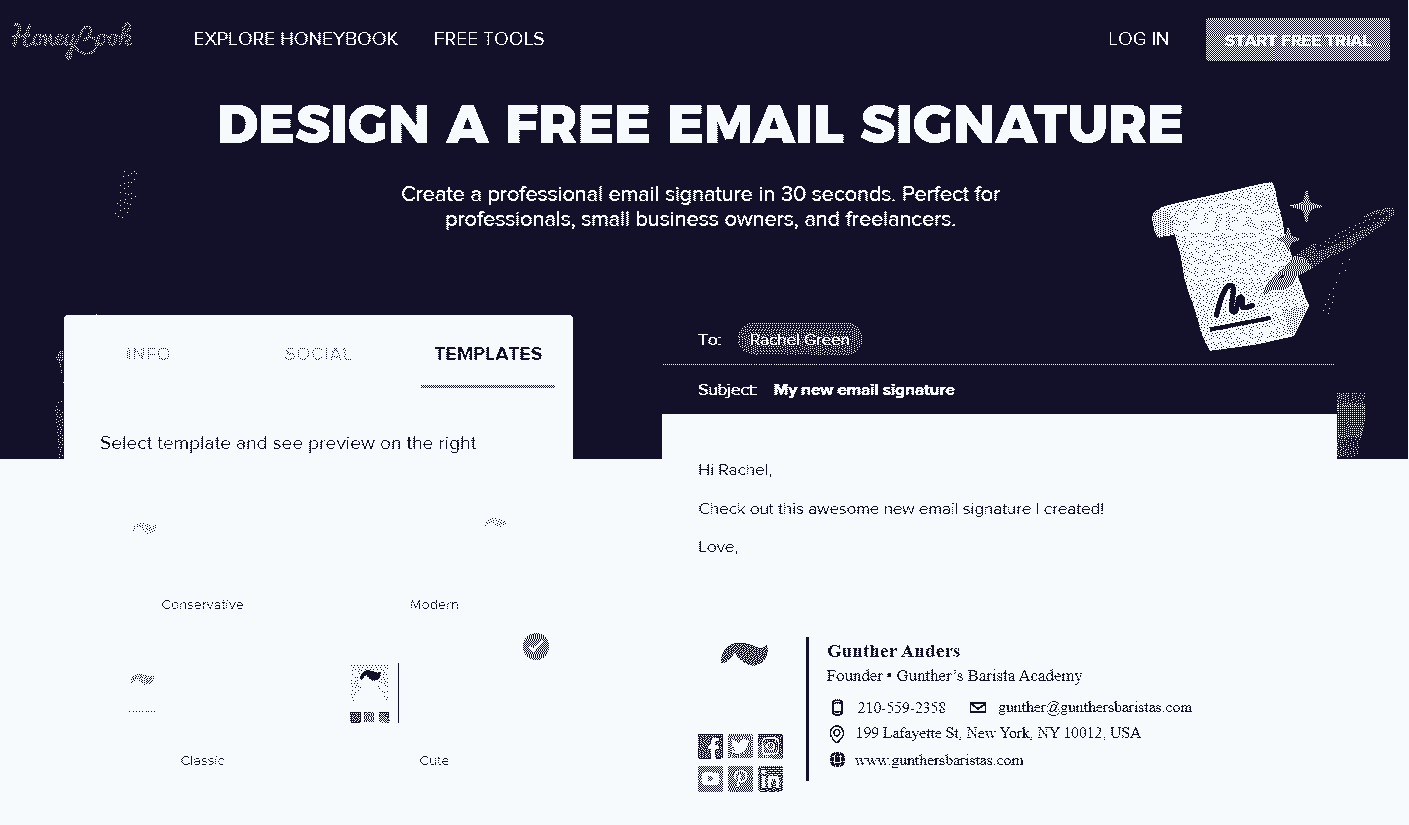 HoneyBook
EXPLORE HONEYBOOK
FREE TOOLS
LOG IN
START FREE TRIAL
DESIGN A FREE EMAIL SIGNATURE
Create a professional email signature in 30 seconds. Perfect for
professionals, small business owners, and freelancers.
INFO
SOCIAL
TEMPLATES
Select template and see preview on the right
Conservative
Modern
Classic
Cute
To: Rachel Green
Subject: My new email signature
Hi Rachel,
Check out this awesome new email signature I created!
Love,
Gunther Anders
Founder • Gunther's Barista Academy
210-559-2358 gunther@gunthersbaristas.com
199 Lafayette St, New York, NY 10012, USA
www.gunthersbaristas.com